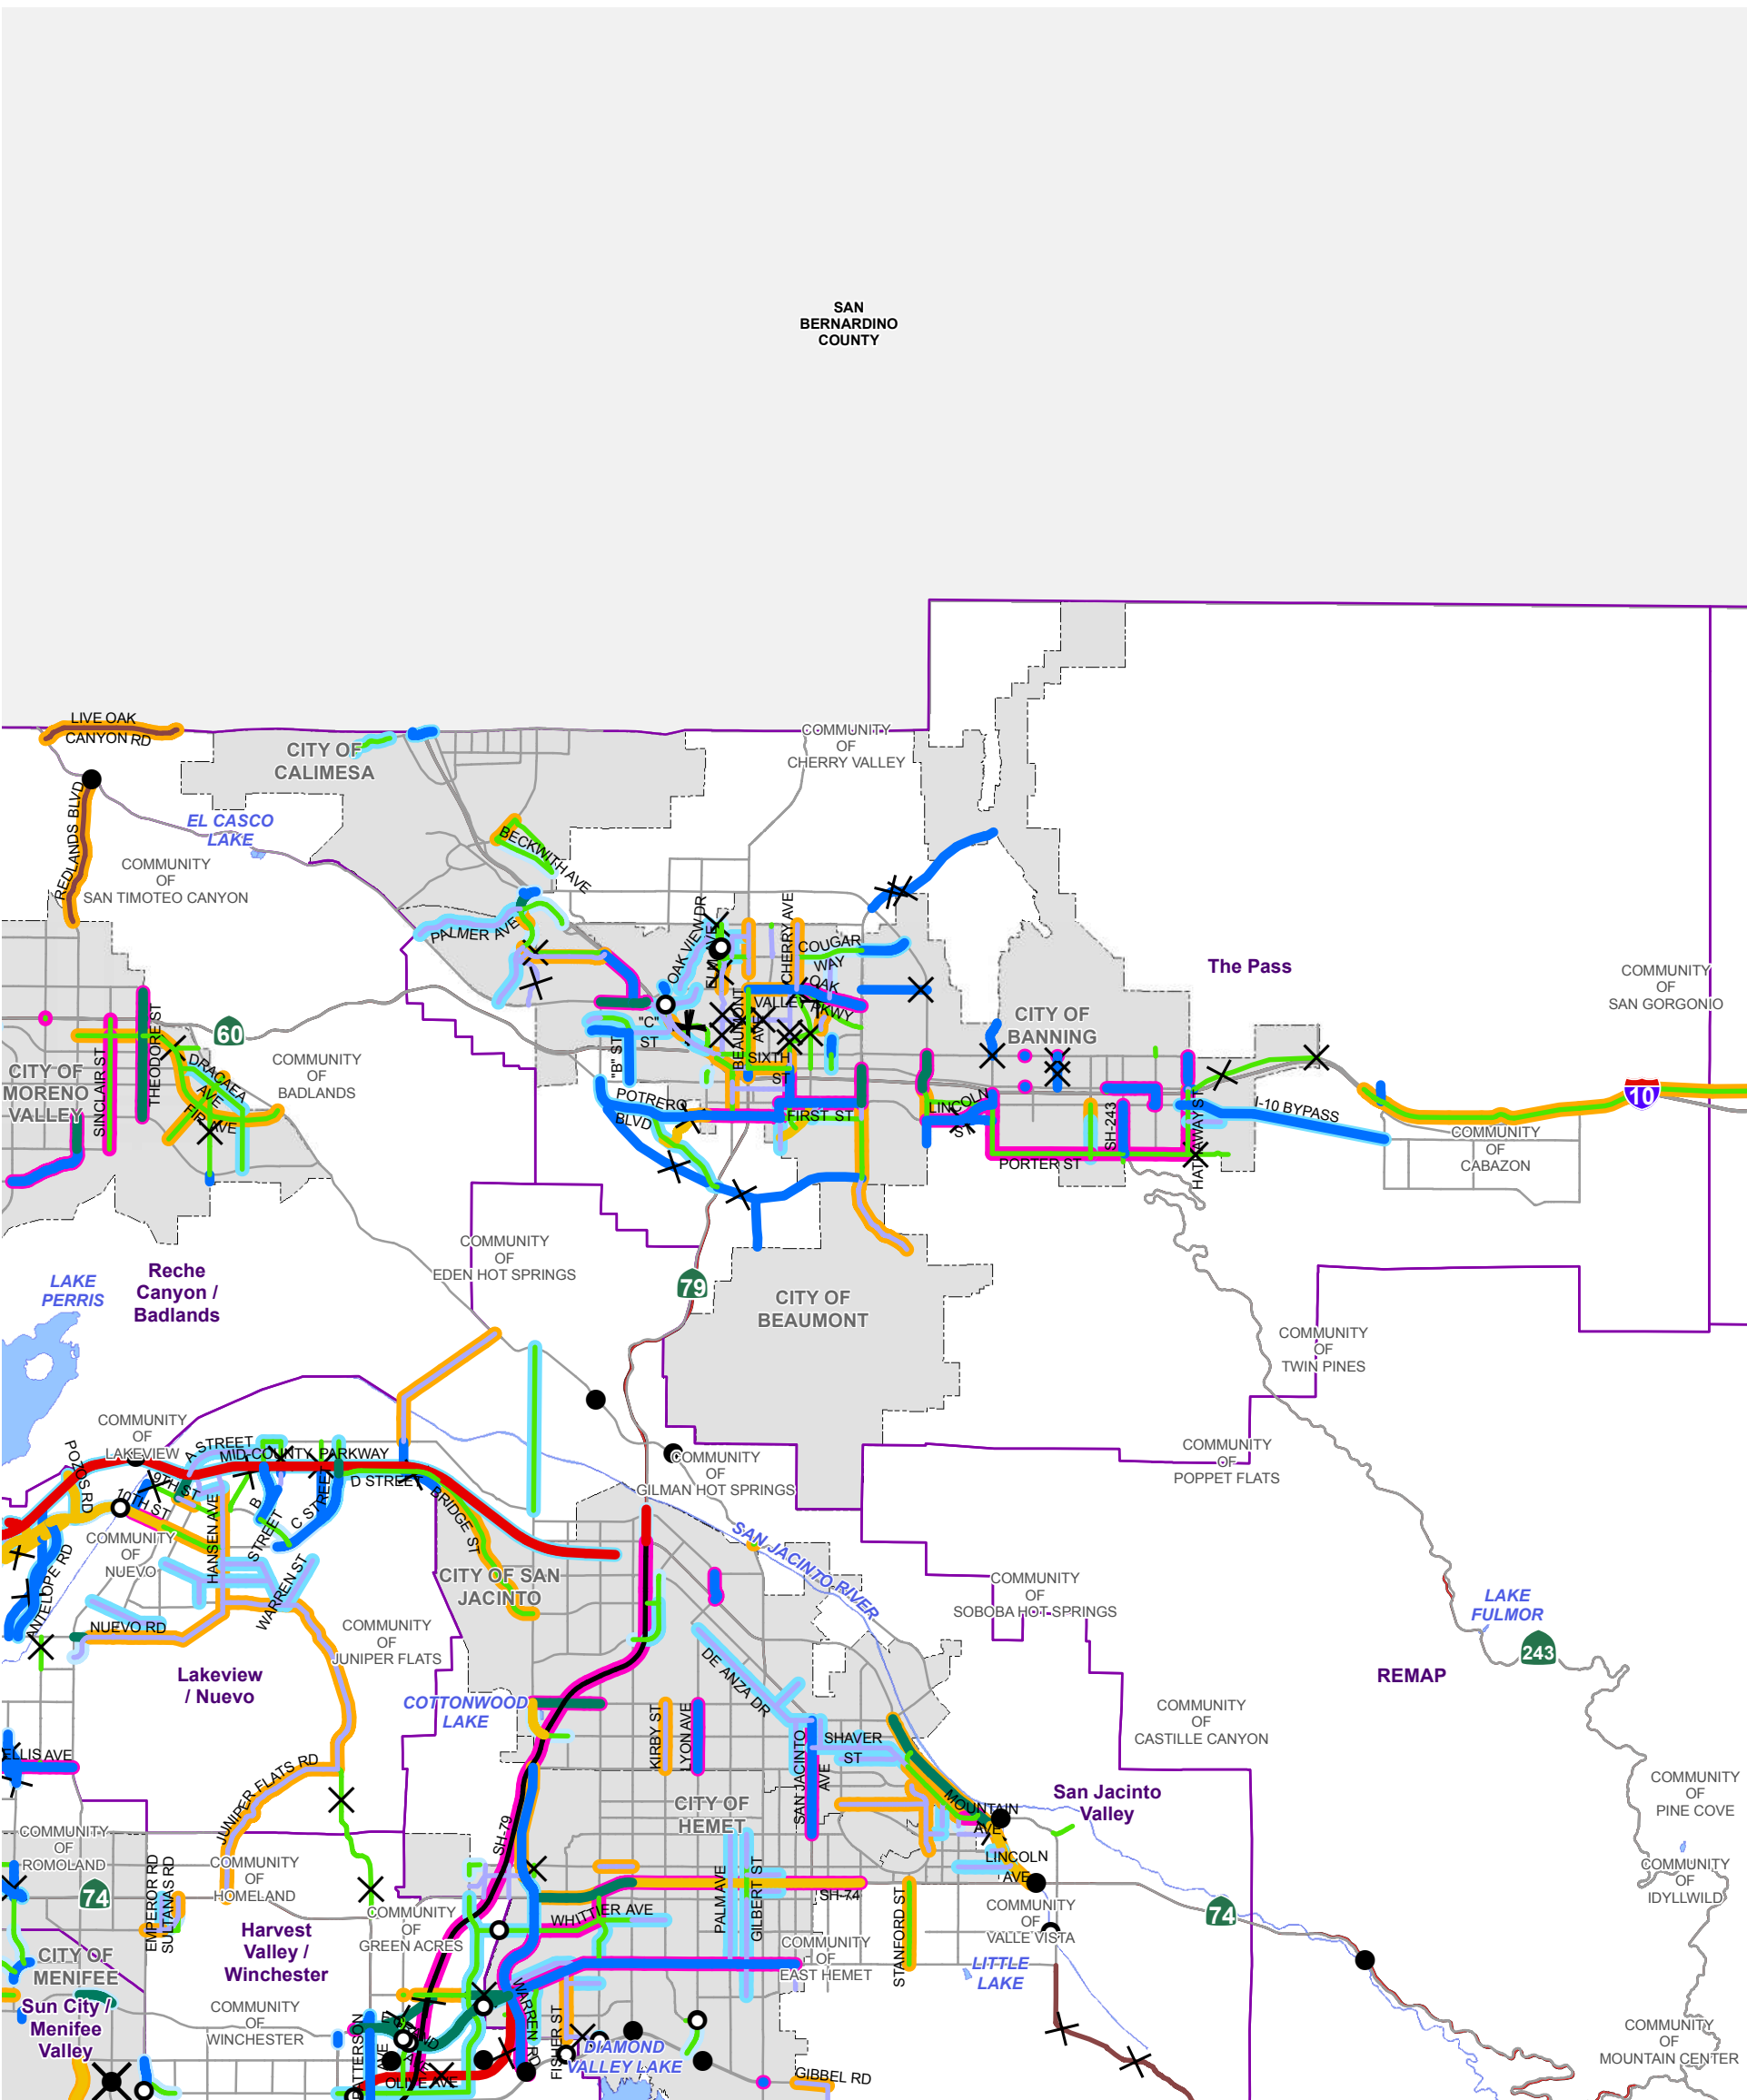 SAN
BERNARDINO
COUNTY
LIVE OAK
CANYON RD
CITY OF
CALIMESA
COMMUNITY
OF
CHERRY VALLEY
REDLANDS BLVD
EL CASCO
LAKE
COMMUNITY
OF
SAN TIMOTEO CANYON
BECKWITH AVE
PALMER AVE
OAK VIEW DR
ELM AVE
CHERRY AVE
COUGAR
WAY
The Pass
COMMUNITY
OF
SAN GORGONIO
OAK
VALLEY PKWY
BEAUMONT
AVE
"C"
ST
"B" ST
SIXTH
ST
CITY OF
BANNING
THEODORE ST
SINCLAIR ST
60
COMMUNITY
OF
BADLANDS
CITY OF
MORENO
VALLEY
DRACAEA
AVE
FIR AVE
POTRERO
BLVD
FIRST ST
LINCOLN
ST
SH-243
HATHAWAY ST
I-10 BYPASS
10
PORTER ST
COMMUNITY
OF
CABAZON
COMMUNITY
OF
EDEN HOT SPRINGS
Reche
Canyon /
Badlands
LAKE
PERRIS
79
CITY OF
BEAUMONT
COMMUNITY
OF
TWIN PINES
COMMUNITY
OF
LAKEVIEW
A STREET
MID-COUNTY PARKWAY
D STREET
POZOS RD
9TH ST
10TH ST
B
STREET
C STREET
BRIDGE ST
HANSEN AVE
COMMUNITY
OF
GILMAN HOT SPRINGS
COMMUNITY
OF
POPPET FLATS
SAN JACINTO RIVER
COMMUNITY
OF
NUEVO
ANTELOPE RD
WARREN ST
NUEVO RD
CITY OF SAN
JACINTO
COMMUNITY
OF
SOBOBA HOT SPRINGS
LAKE
FULMOR
243
COMMUNITY
OF
JUNIPER FLATS
Lakeview
/ Nuevo
REMAP
COTTONWOOD
LAKE
DE ANZA DR
KIRBY ST
LYON AVE
SAN JACINTO
AVE
SHAVER
ST
COMMUNITY
OF
CASTILLE CANYON
ELLIS AVE
JUNIPER FLATS RD
CITY OF
HEMET
MOUNTAIN
AVE
San Jacinto
Valley
COMMUNITY
OF
PINE COVE
SH-79
COMMUNITY
OF
ROMOLAND
COMMUNITY
OF
HOMELAND
LINCOLN
AVE
COMMUNITY
OF
IDYLLWILD
74
EMPEROR RD
SULTANAS RD
SH-74
PALM AVE
GILBERT ST
STANFORD ST
WHITTIER AVE
COMMUNITY
OF
GREEN ACRES
COMMUNITY
OF
VALLE VISTA
74
Harvest
Valley /
Winchester
CITY OF
MENIFEE
COMMUNITY
OF
EAST HEMET
LITTLE
LAKE
Sun City /
Menifee
Valley
COMMUNITY
OF
WINCHESTER
PATTERSON
AVE
WARREN RD
FISHER ST
OLIVE AVE
DIAMOND
VALLEY LAKE
GIBBEL RD
COMMUNITY
OF
MOUNTAIN CENTER